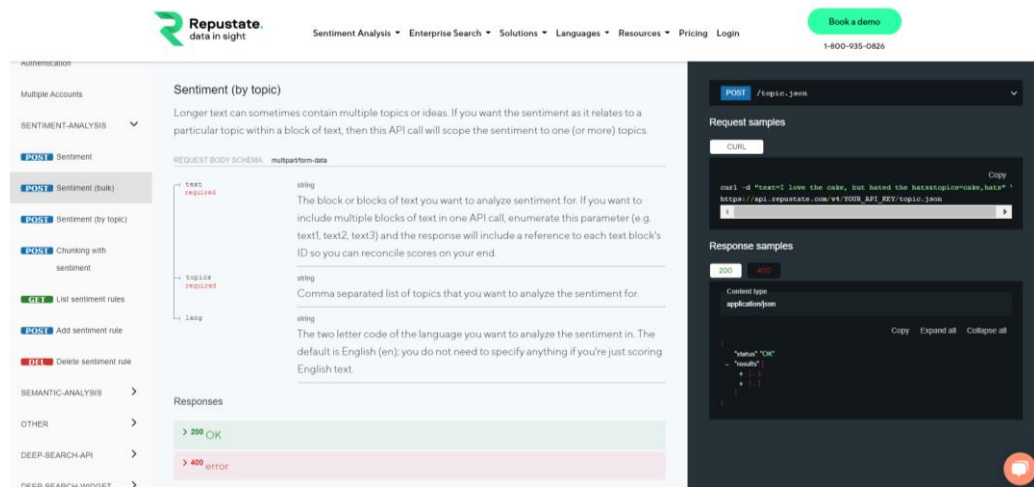 Repustate.
data in sight
Sentiment Analysis
Enterprise Search
Solutions
Languages
Resources
Pricing
Login
Book a demo
1-800-935-0826
Authentication
Multiple Accounts
SENTIMENT-ANALYSIS
POST Sentiment
POST Sentiment (bulk)
POST Sentiment (by topic)
POST Chunking with
sentiment
GET List sentiment rules
POST Add sentiment rule
DEL Delete sentiment rule
SEMANTIC-ANALYSIS
OTHER
DEEP-SEARCH-API
DEEP-SEARCH-WIDGET
Sentiment (by topic)
Longer text can sometimes contain multiple topics or ideas. If you want the sentiment as it relates to a
particular topic within a block of text, then this API call will scope the sentiment to one (or more) topics.
REQUEST BODY SCHEMA: multipart/form-data
text
required
string
The block or blocks of text you want to analyze sentiment for. If you want to
include multiple blocks of text in one API call, enumerate this parameter (e.g.
text1, text2, text3) and the response will include a reference to each text block's
ID so you can reconcile scores on your end.
topics
required
string
Comma separated list of topics that you want to analyze the sentiment for.
lang
string
The two letter code of the language you want to analyze the sentiment in. The
default is English (en); you do not need to specify anything if you're just scoring
English text.
Responses
> 200 OK
> 400 error
POST /topic.json
Request samples
CURL
Copy
curl -d "text=I love the cake, but hated the hats&topics=cake,hats" \
https://api.repustate.com/v4/YOUR_API_KEY/topic.json
Response samples
200
400
Content type
application/json
Copy Expand all Collapse all
{
"status": "OK"
- "results": [
+ {...}
+ {...}
]
}